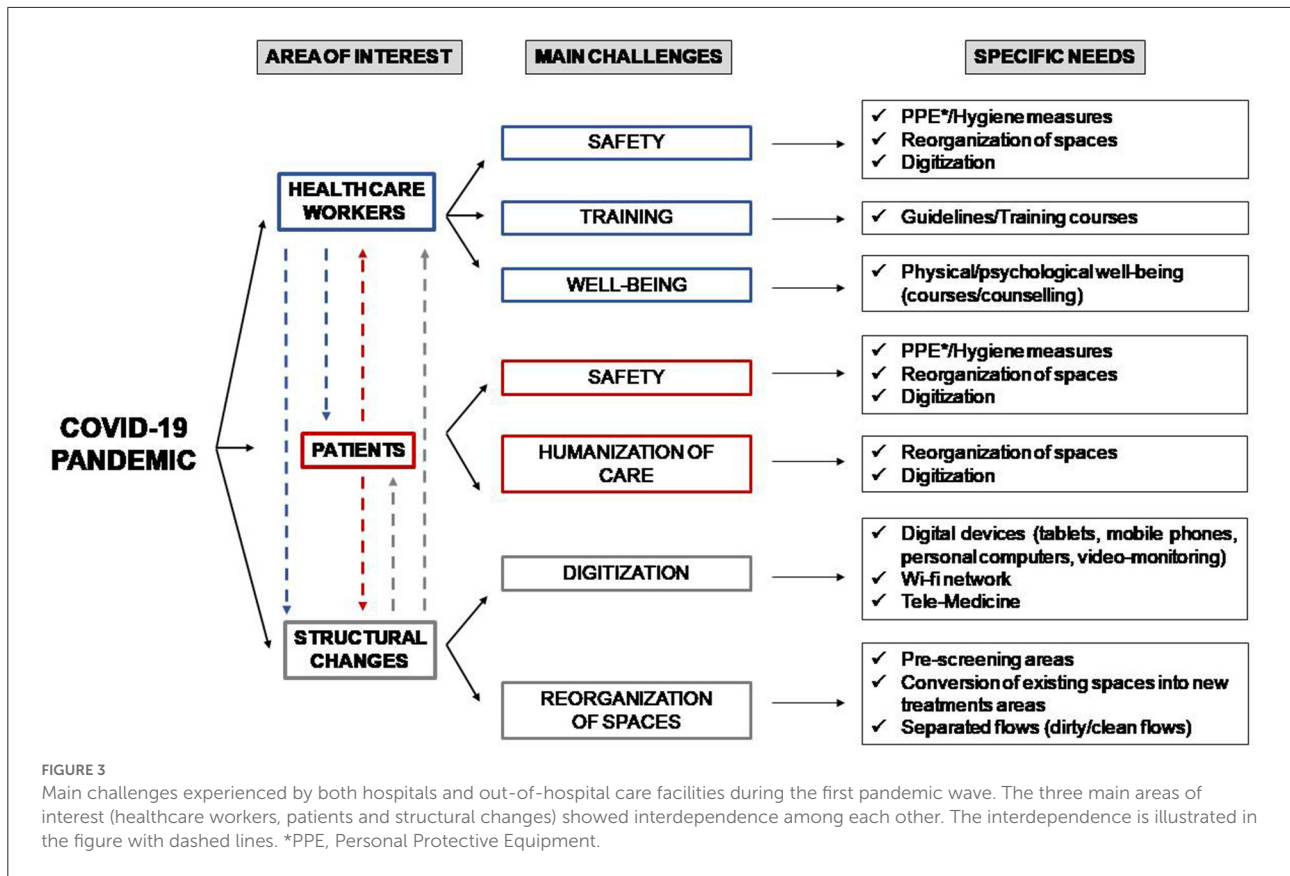 AREA OF INTEREST
MAIN CHALLENGES
SPECIFIC NEEDS
COVID-19
PANDEMIC
HEALTHCARE
WORKERS
SAFETY
✓ PPE*/Hygiene measures
✓ Reorganization of spaces
✓ Digitization
TRAINING
✓ Guidelines/Training courses
WELL-BEING
✓ Physical/psychological well-being
(courses/counselling)
PATIENTS
SAFETY
✓ PPE*/Hygiene measures
✓ Reorganization of spaces
✓ Digitization
HUMANIZATION OF
CARE
✓ Reorganization of spaces
✓ Digitization
STRUCTURAL
CHANGES
DIGITIZATION
✓ Digital devices (tablets, mobile phones,
personal computers, video-monitoring)
✓ Wi-fi network
✓ Tele-Medicine
REORGANIZATION
OF SPACES
✓ Pre-screening areas
✓ Conversion of existing spaces into new
treatments areas
✓ Separated flows (dirty/clean flows)
FIGURE 3
Main challenges experienced by both hospitals and out-of-hospital care facilities during the first pandemic wave. The three main areas of
interest (healthcare workers, patients and structural changes) showed interdependence among each other. The interdependence is illustrated in
the figure with dashed lines. *PPE, Personal Protective Equipment.